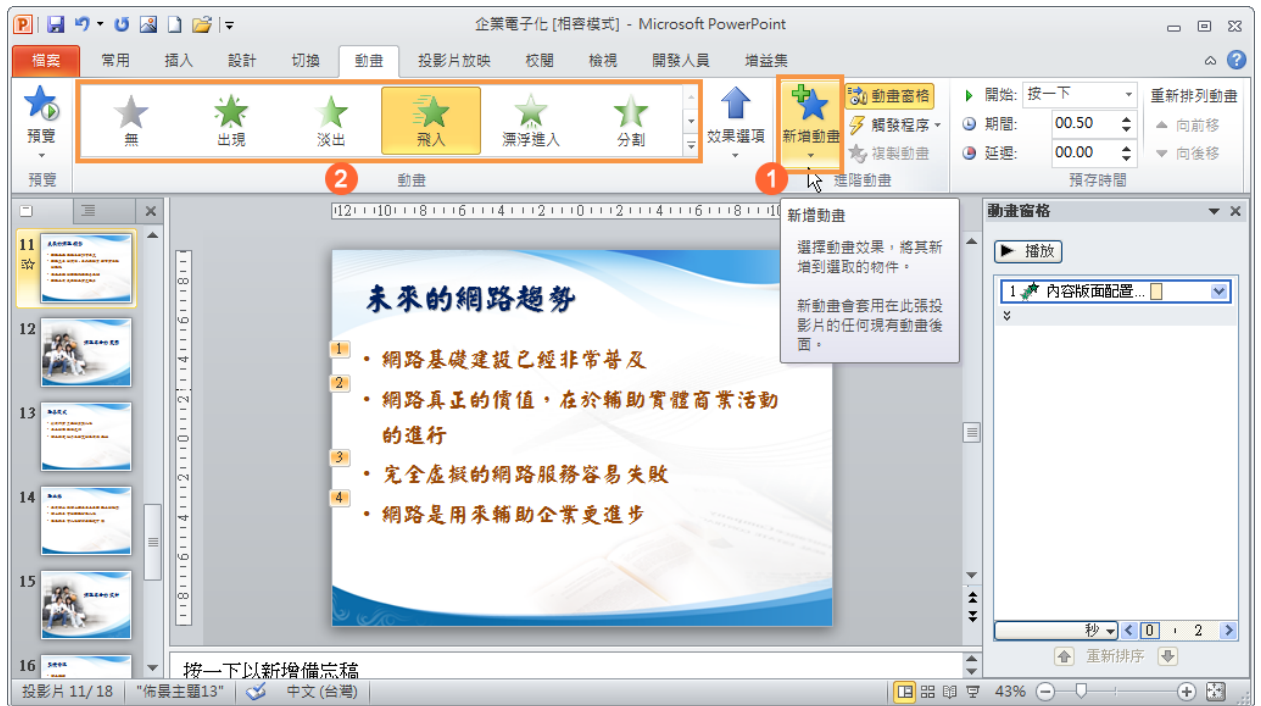 企業電子化 [相容模式] - Microsoft PowerPoint
檔案 常用 插入 設計 切換 動畫 投影片放映 校閱 檢視 開發人員 增益集
預覽
預覽
無 出現 淡出 飛入 漂浮進入 分割
2 動畫
效果選項
新增動畫
動畫窗格
觸發程序
複製動畫
1 進階動畫
開始: 按一下
期間: 00.50
延遲: 00.00
重新排列動畫
向前移
向後移
預存時間
新增動畫
選擇動畫效果，將其新
增到選取的物件。
新動畫會套用在此張投
影片的任何現有動畫後
面。
11
12
13
14
15
16
未來的網路趨勢
1 • 網路基礎建設已經非常普及
2 • 網路真正的價值，在於輔助實體商業活動
的進行
3 • 完全虛擬的網路服務容易失敗
4 • 網路是用來輔助企業更進步
動畫窗格
播放
1 內容版面配置...
秒 0 2
重新排序
按一下以新增備忘稿
投影片 11/ 18 "佈景主題13" 中文 (台灣) 43%